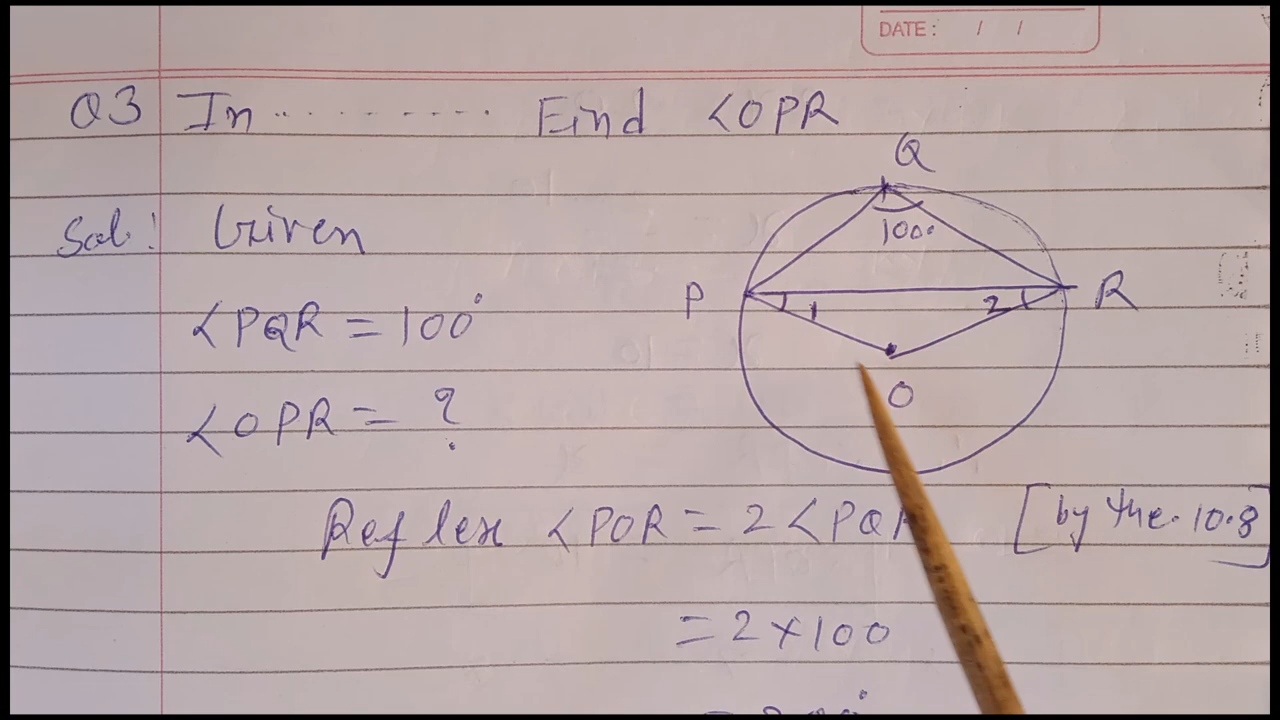 DATE: / /
Q3 In ........... Find <OPR
Q
Sol: Given
100°
P 1 2 R
<PQR = 100°
O
<OPR = ?
Reflex <POR = 2 <PQR [by the. 10.8]
= 2 × 100